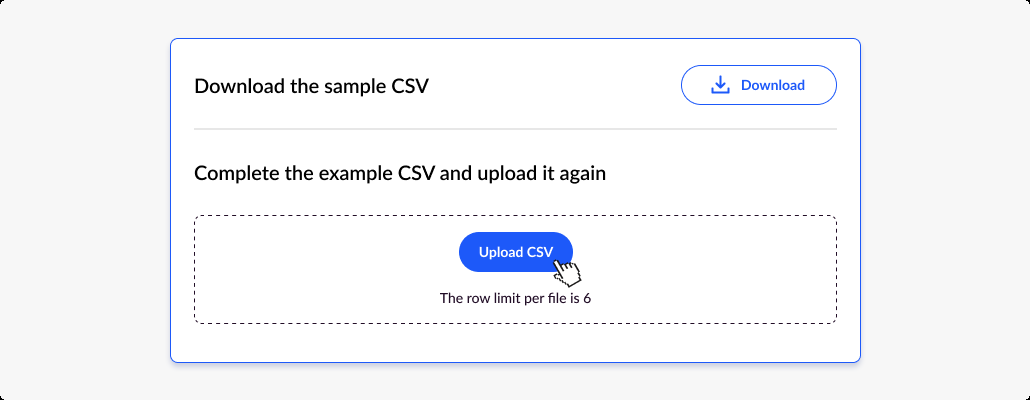 Download the sample CSV
Download
Complete the example CSV and upload it again
Upload CSV
The row limit per file is 6